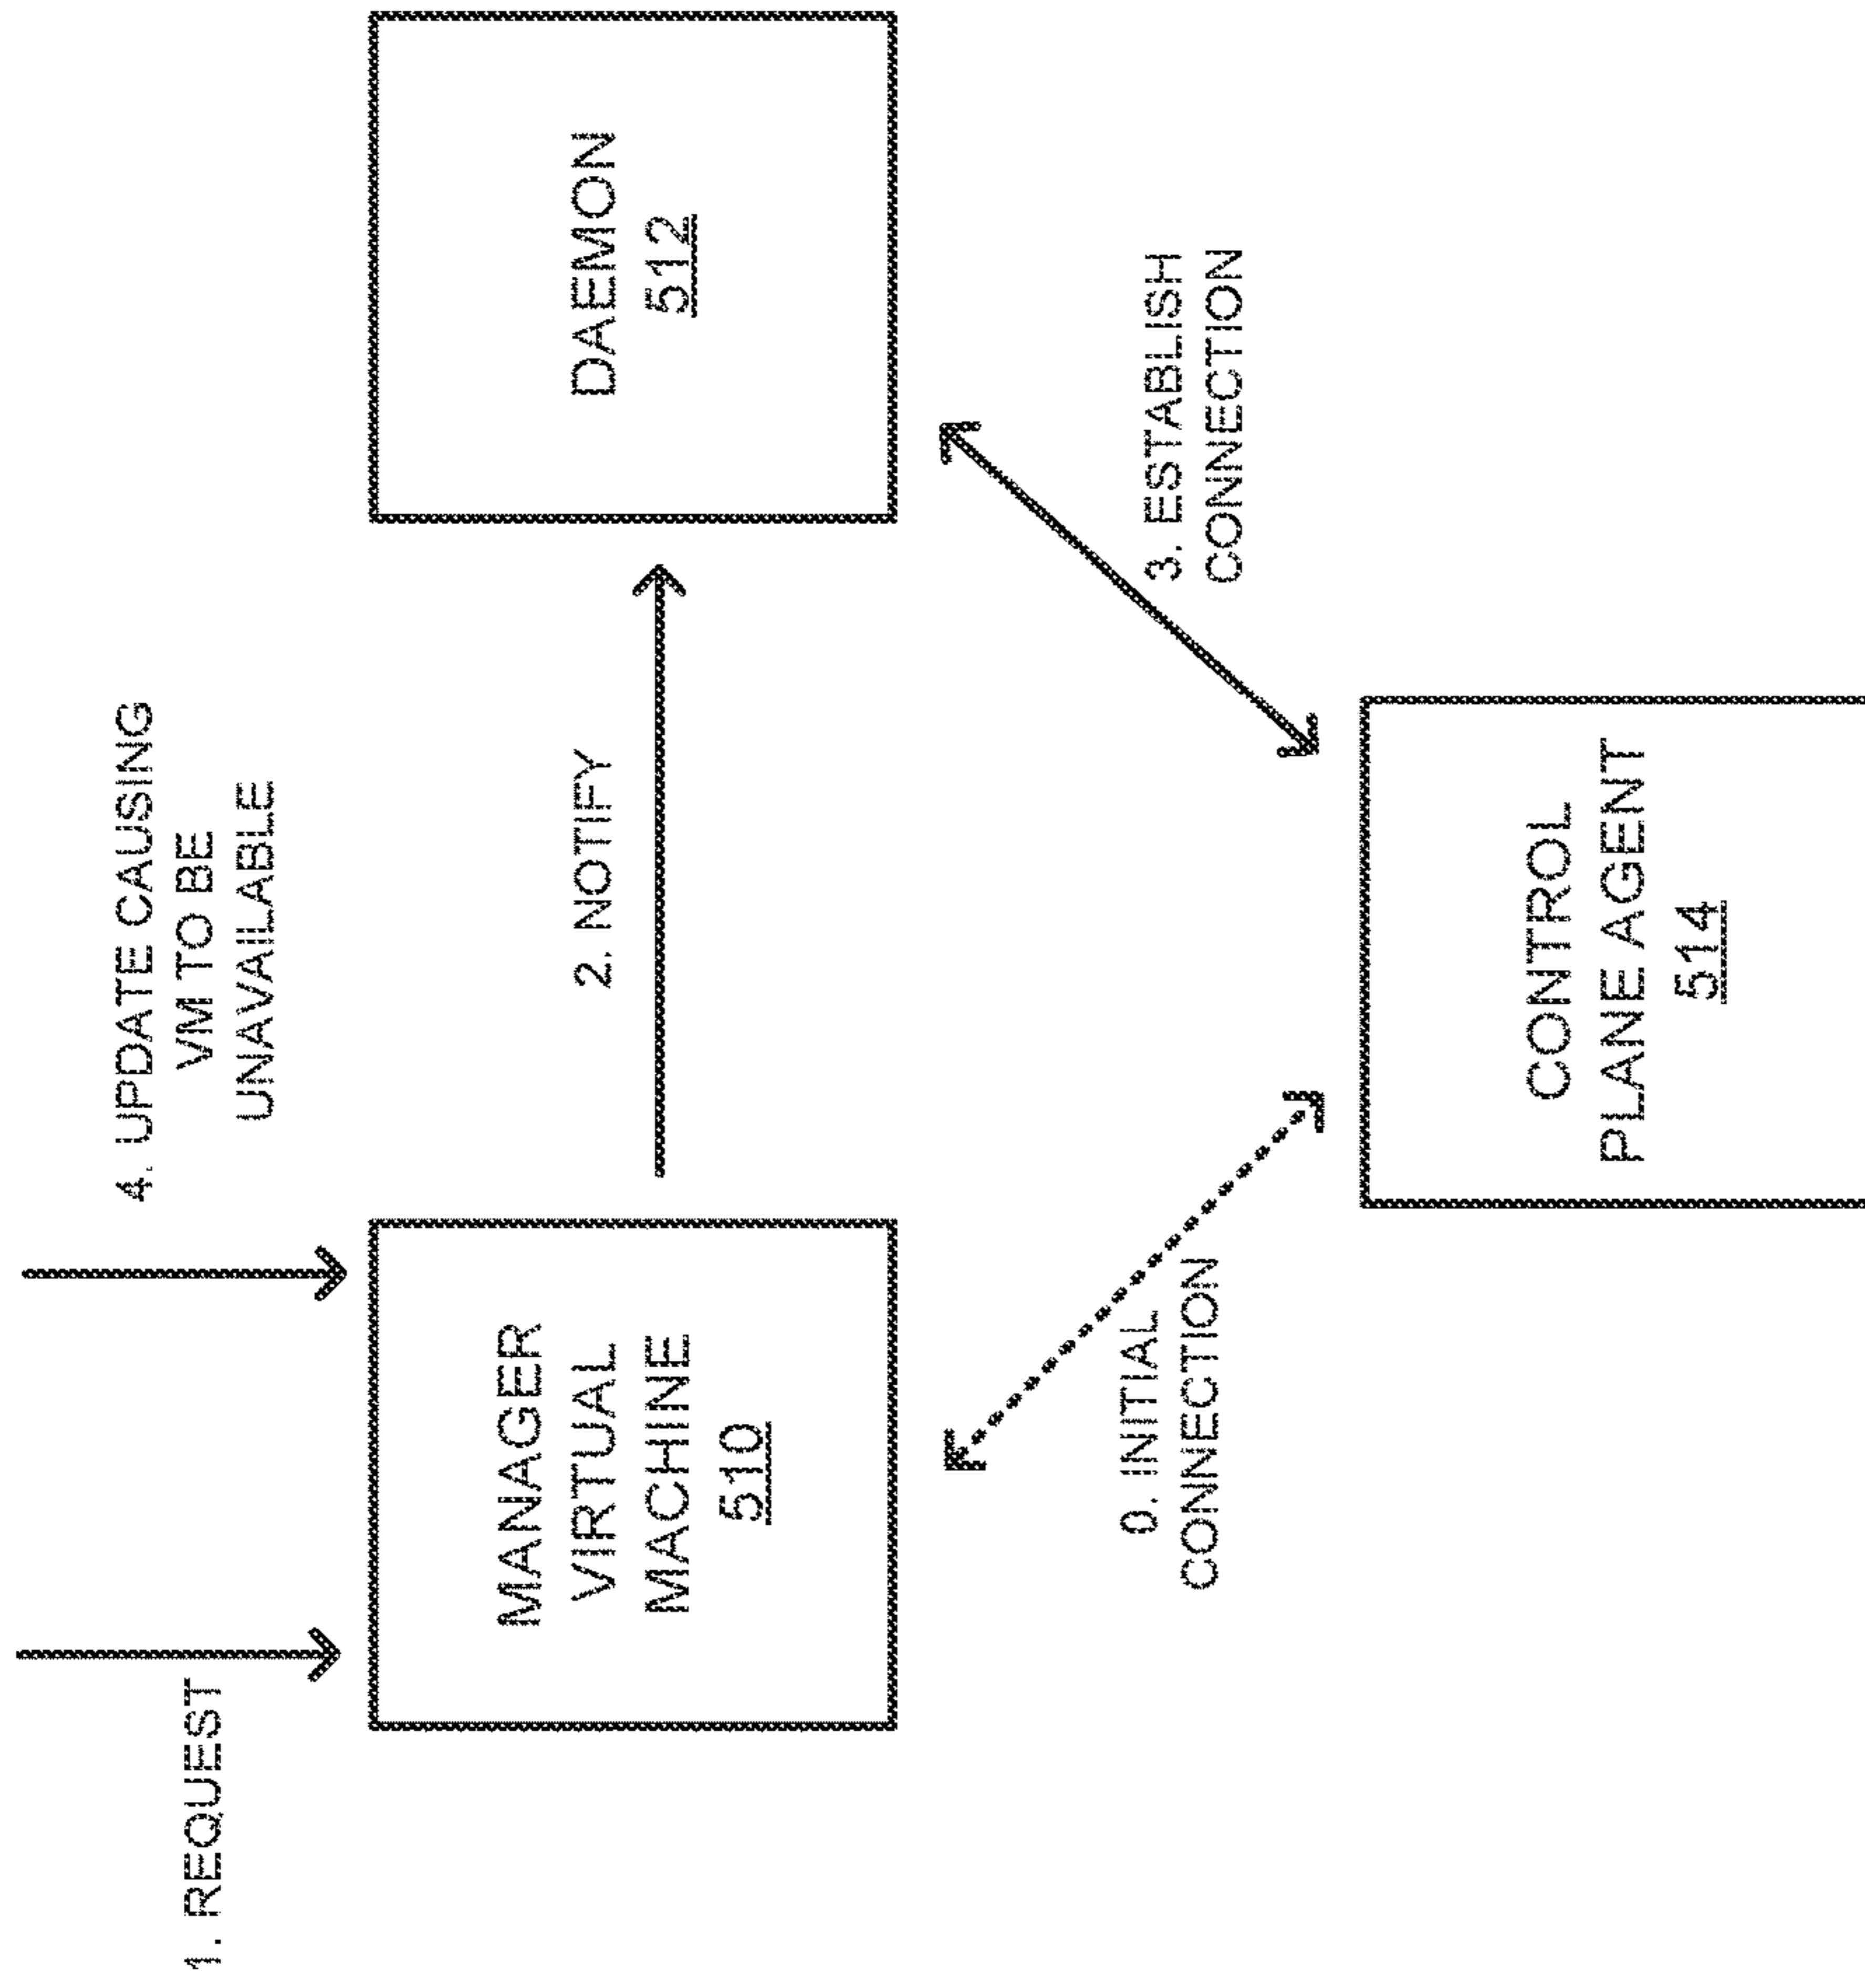 1. REQUEST
4. UPDATE CAUSING
VM TO BE
UNAVAILABLE
MANAGER
VIRTUAL
MACHINE
510
2. NOTIFY
DAEMON
512
0. INITIAL
CONNECTION
3. ESTABLISH
CONNECTION
CONTROL
PLANE AGENT
514